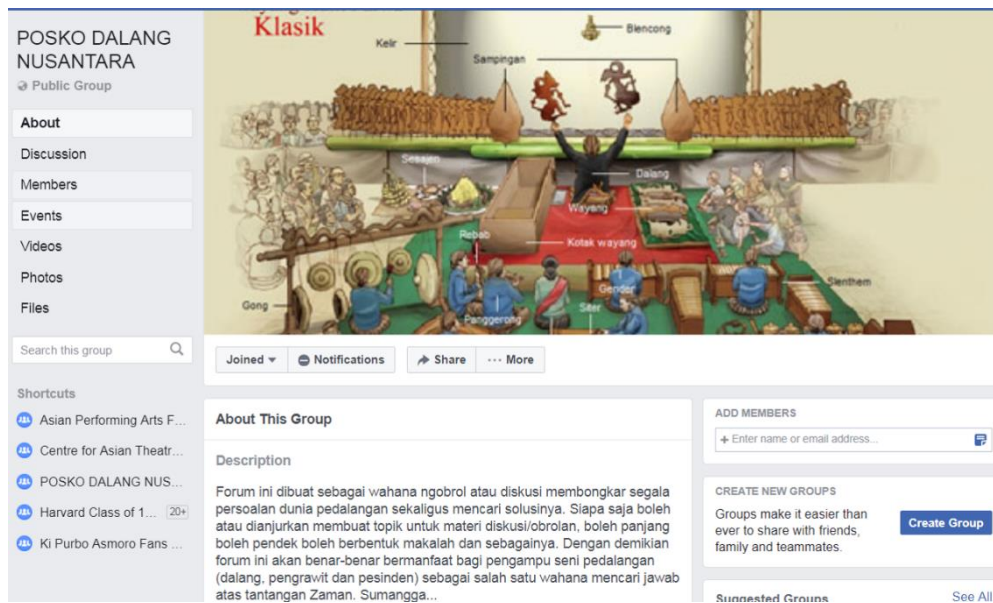 POSKO DALANG
NUSANTARA
Public Group
About
Discussion
Members
Events
Videos
Photos
Files
Search this group
Shortcuts
Asian Performing Arts F...
Centre for Asian Theatr...
POSKO DALANG NUS...
Harvard Class of 1... 20+
Ki Purbo Asmoro Fans ...
Klasik
Kelir
Blencong
Sampingan
Sesajen
Dalang
Wayang
Rebab
Kotak wayang
Gender
Slenthem
Gong
Panggerong
Siter
Joined
Notifications
Share
··· More
About This Group
Description
Forum ini dibuat sebagai wahana ngobrol atau diskusi membongkar segala
persoalan dunia pedalangan sekaligus mencari solusinya. Siapa saja boleh
atau dianjurkan membuat topik untuk materi diskusi/obrolan, boleh panjang
boleh pendek boleh berbentuk makalah dan sebagainya. Dengan demikian
forum ini akan benar-benar bermanfaat bagi pengampu seni pedalangan
(dalang, pengrawit dan pesinden) sebagai salah satu wahana mencari jawab
atas tantangan Zaman. Sumangga...
ADD MEMBERS
+ Enter name or email address...
CREATE NEW GROUPS
Groups make it easier than
ever to share with friends,
family and teammates.
Create Group
Suggested Groups
See All